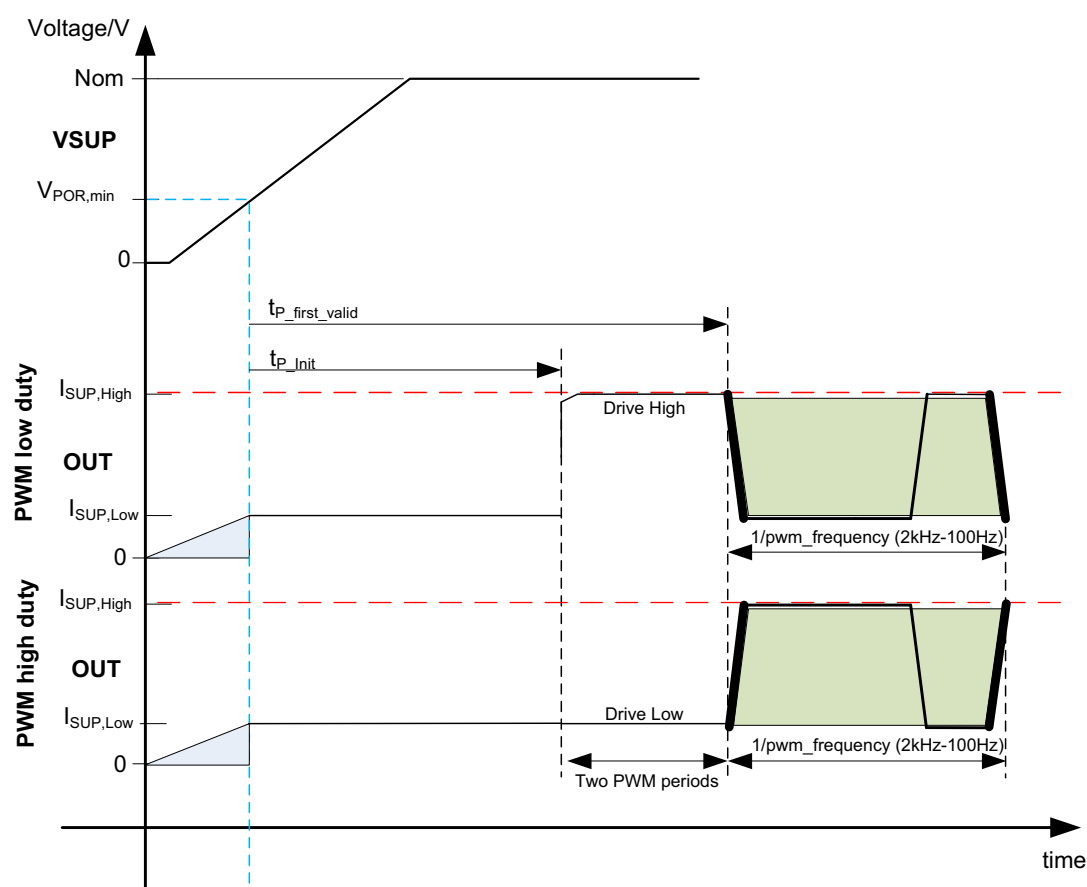 Voltage/V
Nom
VSUP
VPOR,min
0
tP_first_valid
tP_Init
PWM low duty
ISUP,High
Drive High
OUT
ISUP,Low
1/pwm_frequency (2kHz-100Hz)
0
PWM high duty
ISUP,High
OUT
ISUP,Low
Drive Low
1/pwm_frequency (2kHz-100Hz)
0
Two PWM periods
time